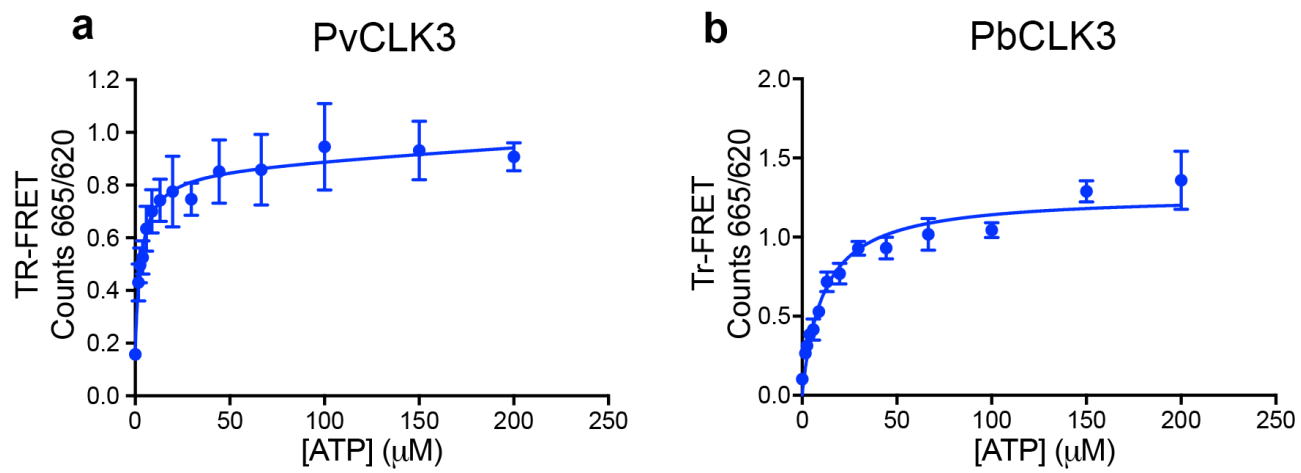 a
PvCLK3
1.2
1.0
0.8
0.6
0.4
0.2
0.0
TR-FRET
Counts 665/620
0 50 100 150 200 250
[ATP] (μM)
b
PbCLK3
2.0
1.5
1.0
0.5
0.0
Tr-FRET
Counts 665/620
0 50 100 150 200 250
[ATP] (μM)